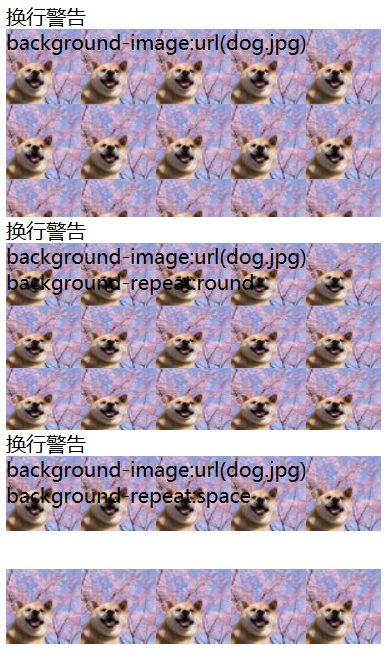 换行警告
background-image:url(dog.jpg)
换行警告
background-image:url(dog.jpg)
background-repeat:round
换行警告
background-image:url(dog.jpg)
background-repeat:space